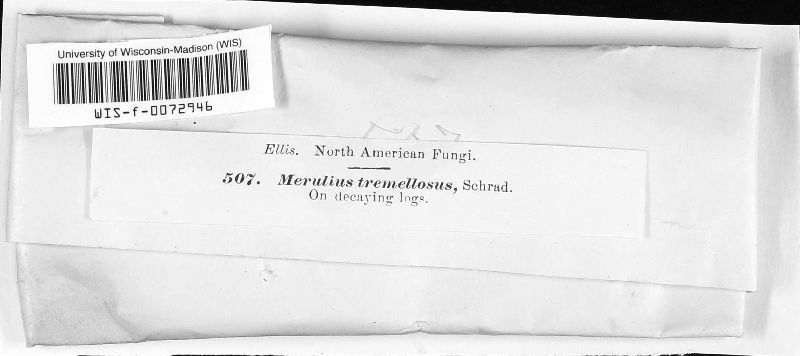 University of Wisconsin-Madison (WIS)
WIS-f-0072946
Ellis. North American Fungi.
507. Merulius tremellosus, Schrad.
On decaying logs.